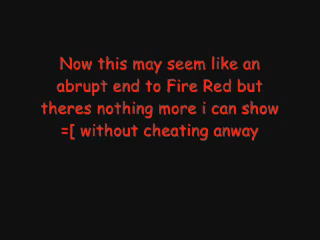 Now this may seem like an
abrupt end to Fire Red but
theres nothing more i can show
=[ without cheating anway